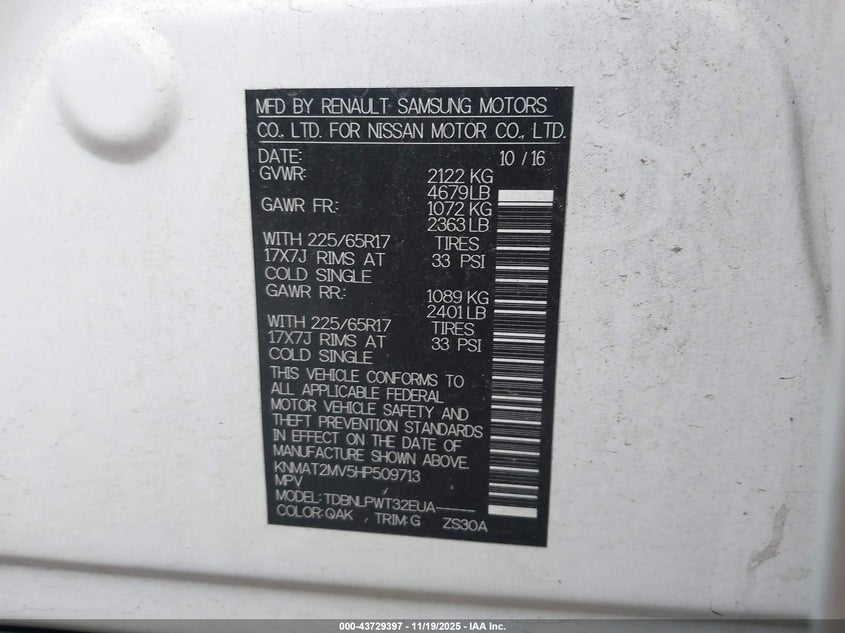 MFD BY RENAULT SAMSUNG MOTORS
CO., LTD. FOR NISSAN MOTOR CO., LTD.
DATE: 10 / 16
GVWR: 2122 KG
4679 LB
GAWR FR.: 1072 KG
2363 LB
WITH 225/65R17 TIRES
17X7J RIMS AT 33 PSI
COLD SINGLE
GAWR RR.: 1089 KG
2401 LB
WITH 225/65R17 TIRES
17X7J RIMS AT 33 PSI
COLD SINGLE
THIS VEHICLE CONFORMS TO
ALL APPLICABLE FEDERAL
MOTOR VEHICLE SAFETY AND
THEFT PREVENTION STANDARDS
IN EFFECT ON THE DATE OF
MANUFACTURE SHOWN ABOVE.
KNMAT2MV5HP509713
MPV
MODEL: TDBNLPWT32EUA-----
COLOR: QAK , TRIM: G ZS30A
000-43729397 - 11/19/2025 - IAA Inc.